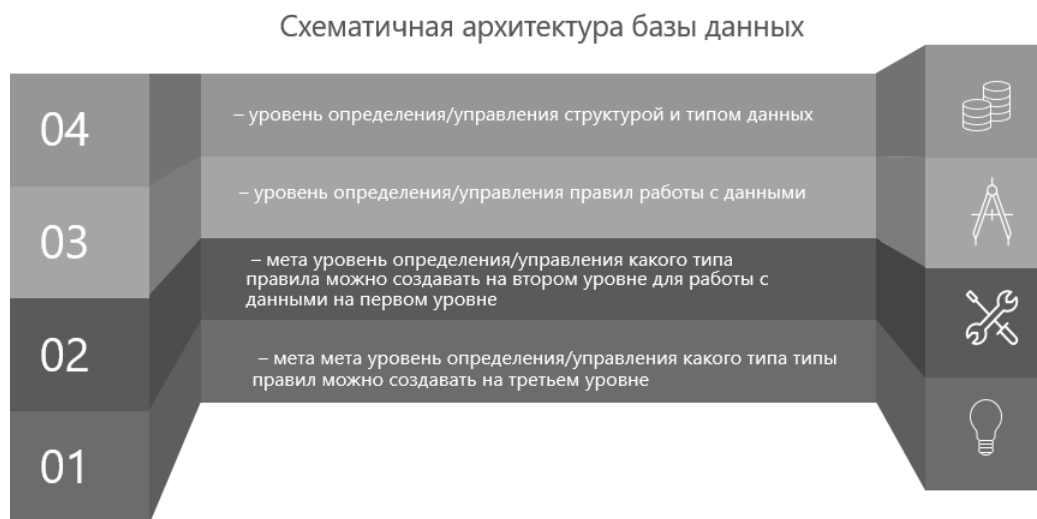 Схематичная архитектура базы данных
04
– уровень определения/управления структурой и типом данных
03
– уровень определения/управления правил работы с данными
02
– мета уровень определения/управления какого типа
правила можно создавать на втором уровне для работы с
данными на первом уровне
01
– мета мета уровень определения/управления какого типа типы
правил можно создавать на третьем уровне